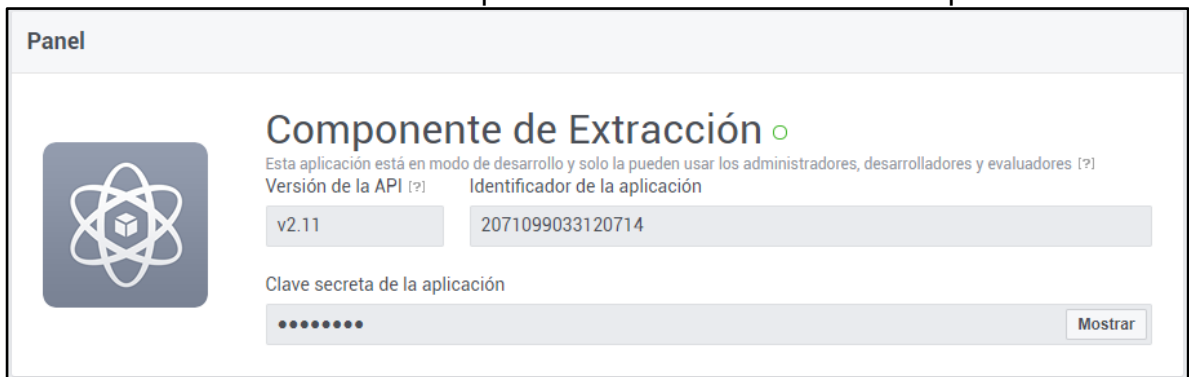 Panel
Componente de Extracción
Esta aplicación está en modo de desarrollo y solo la pueden usar los administradores, desarrolladores y evaluadores [?]
Versión de la API [?] Identificador de la aplicación
v2.11 2071099033120714
Clave secreta de la aplicación
●●●●●●●● Mostrar